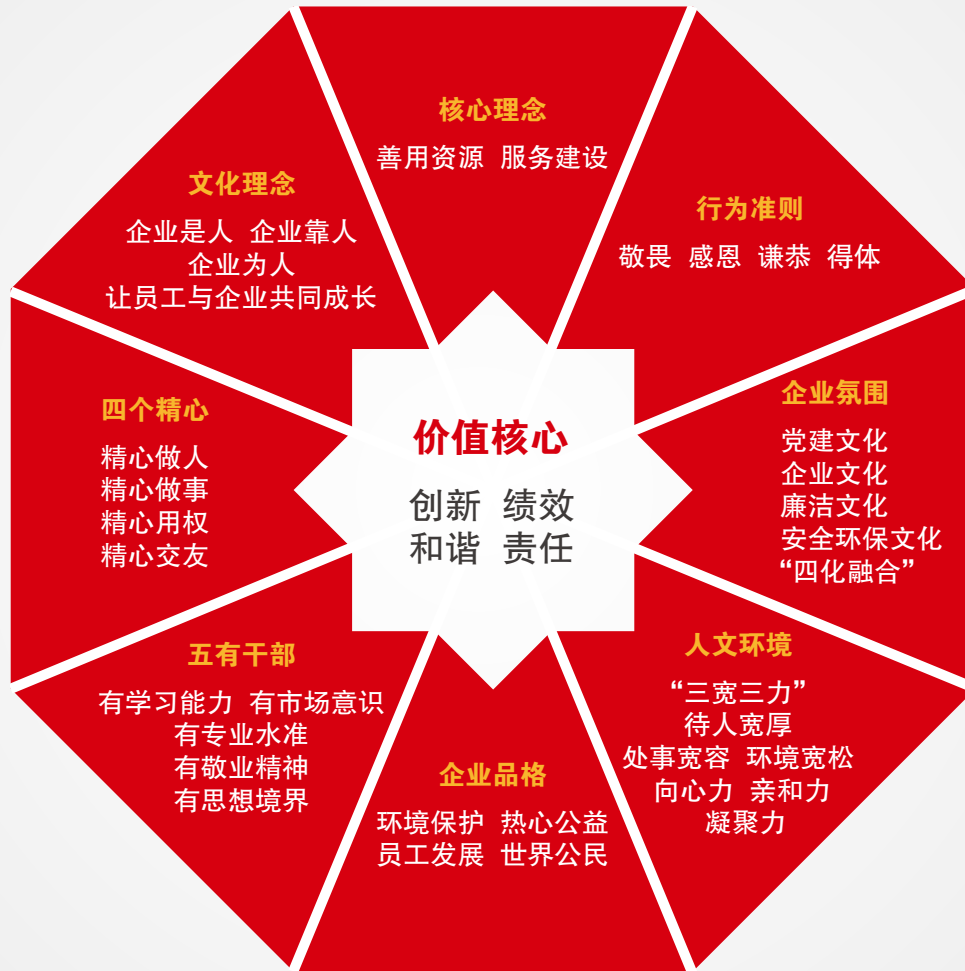 核心理念
善用资源 服务建设
行为准则
敬畏 感恩 谦恭 得体
企业氛围
党建文化
企业文化
廉洁文化
安全环保文化
“四化融合”
人文环境
“三宽三力”
待人宽厚
处事宽容 环境宽松
向心力 亲和力
凝聚力
企业品格
环境保护 热心公益
员工发展 世界公民
五有干部
有学习能力 有市场意识
有专业水准
有敬业精神
有思想境界
四个精心
精心做人
精心做事
精心用权
精心交友
文化理念
企业是人 企业靠人
企业为人
让员工与企业共同成长
价值核心
创新 绩效
和谐 责任